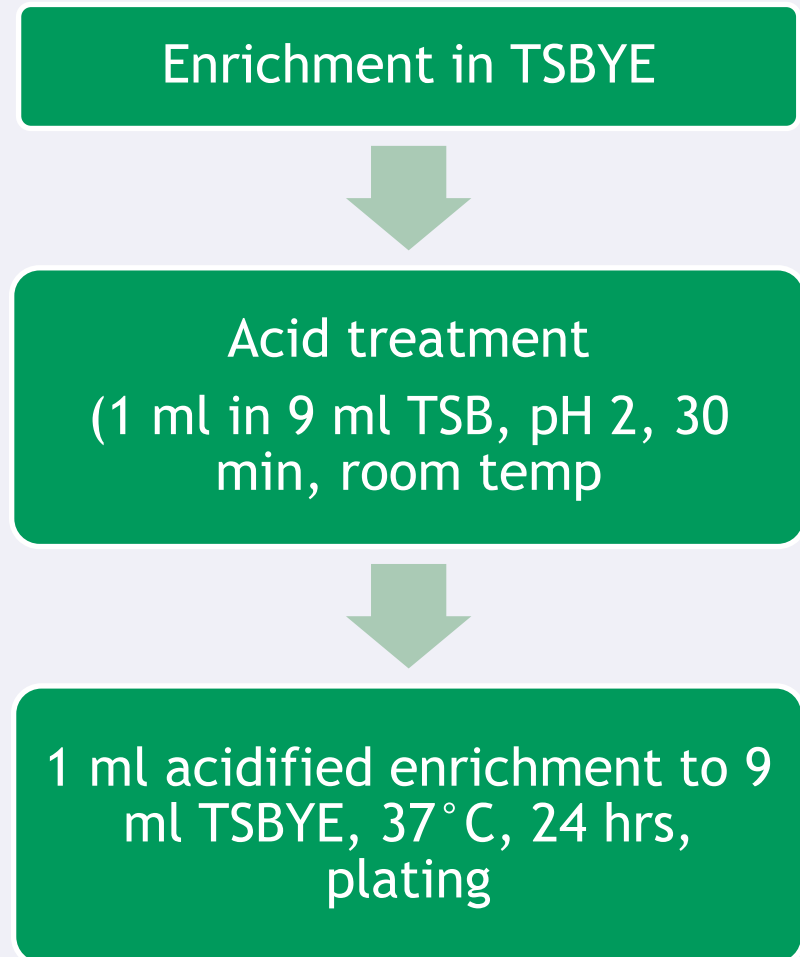 Enrichment in TSBYE
Acid treatment
(1 ml in 9 ml TSB, pH 2, 30
min, room temp
1 ml acidified enrichment to 9
ml TSBYE, 37°C, 24 hrs,
plating